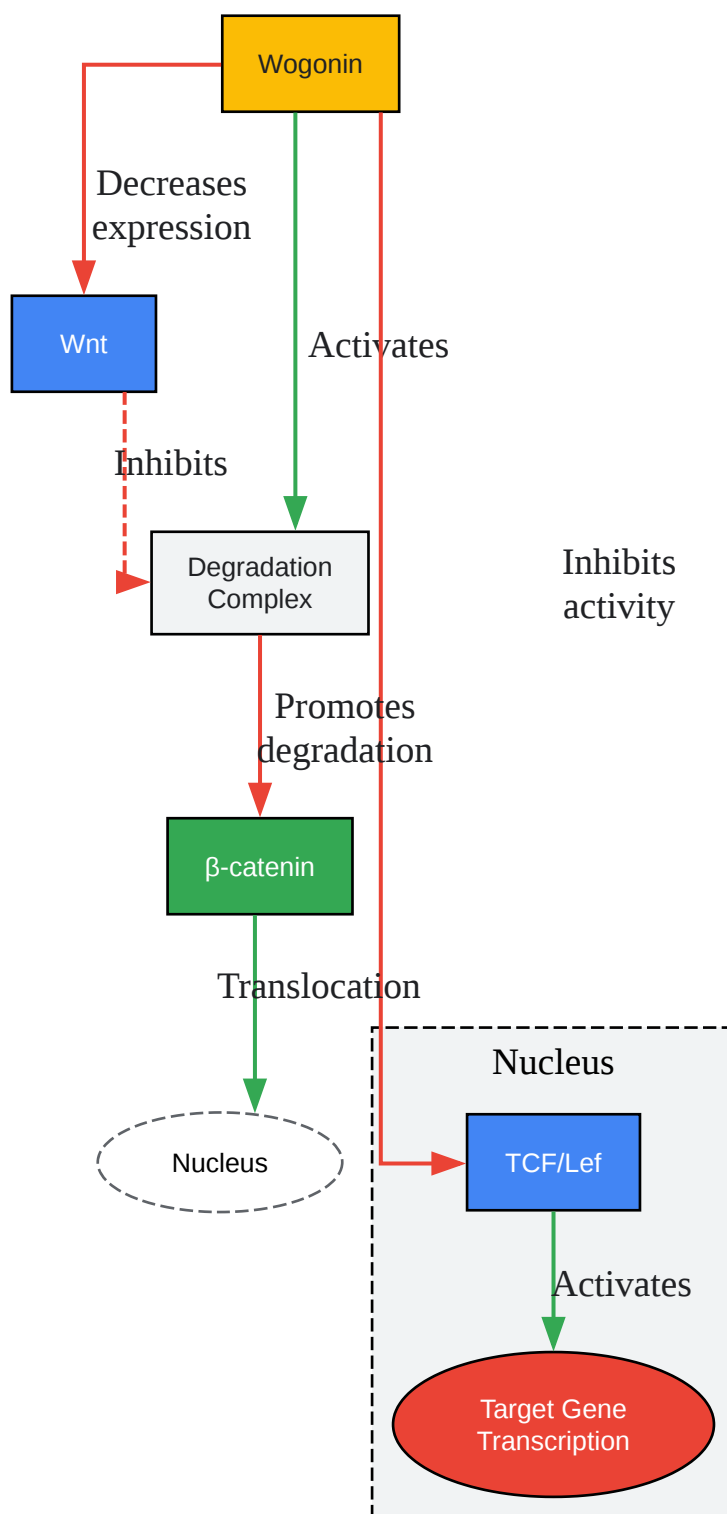 Wogonin
Decreases
expression
Wnt
Activates
Inhibits
Degradation
Complex
Inhibits
activity
Promotes
degradation
β-catenin
Translocation
Nucleus
Nucleus
TCF/Lef
Activates
Target Gene
Transcription